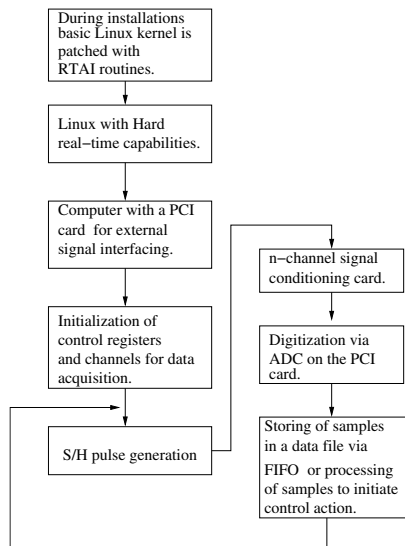 During installations
basic Linux kernel is
patched with
RTAI routines.
Linux with Hard
real−time capabilities.
Computer with a PCI
card for external
signal interfacing.
Initialization of
control registers
and channels for data
acquisition.
S/H pulse generation
n−channel signal
conditioning card.
Digitization via
ADC on the PCI
card.
Storing of samples
in a data file via
FIFO or processing
of samples to initiate
control action.